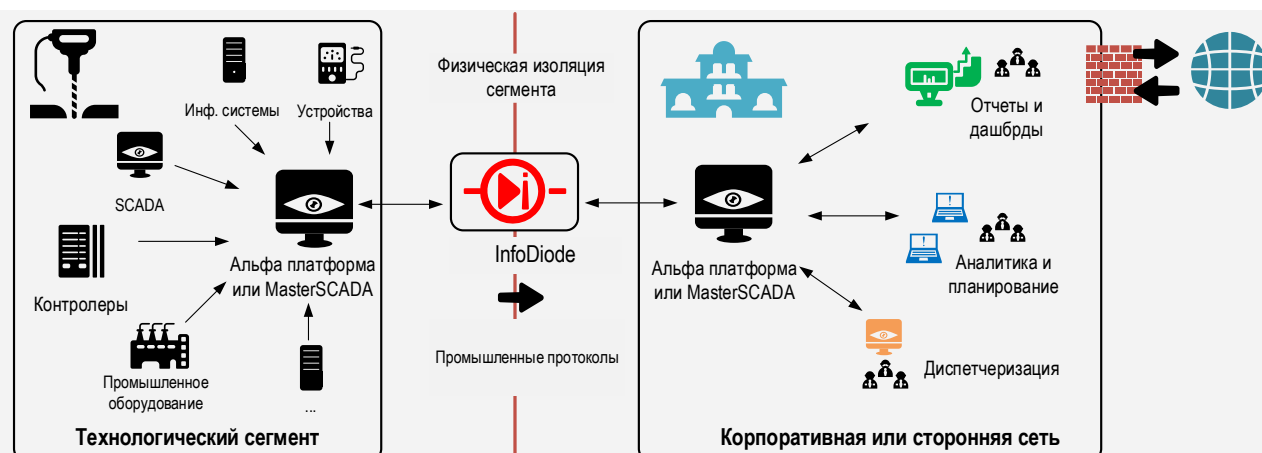 Инф. системы
Устройства
SCADA
Контролеры
Альфа платформа
или MasterSCADA
Промышленное
оборудование
...
Технологический сегмент
Физическая изоляция
сегмента
InfoDiode
Промышленные протоколы
Альфа платформа
или MasterSCADA
Отчеты и
дашбрды
Аналитика и
планирование
Диспетчеризация
Корпоративная или сторонняя сеть